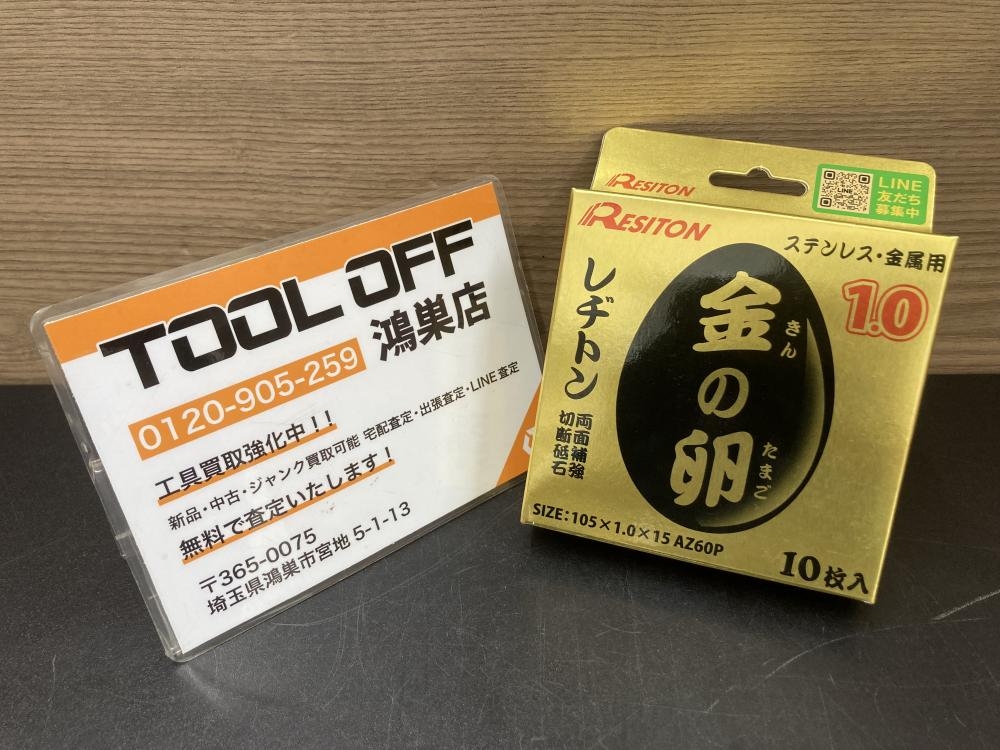 TOOL OFF
鴻巣店
0120-905-259
工具買取強化中!!
新品・中古・ジャンク買取可能 宅配査定・出張査定・LINE査定
無料で査定いたします!
〒365-0075
埼玉県鴻巣市宮地 5-1-13
RESITON
LINE
LINE
友だち
募集中
RESITON
ステンレス・金属用
1.0
レヂトン
金の卵
きん
たまご
両面補強
切断砥石
SIZE:105×1.0×15 AZ60P
10枚入